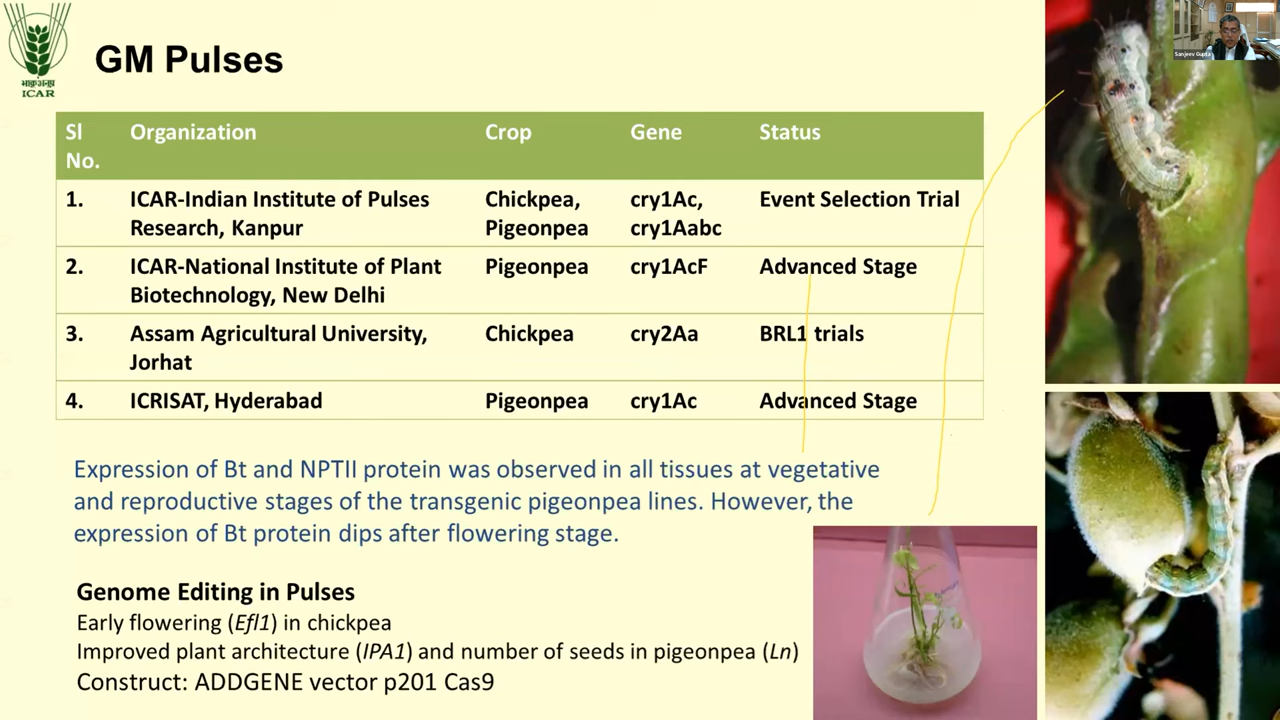 GM Pulses
भाकृअनुप
ICAR
Sanjeev Gupta
Sl No. Organization Crop Gene Status
1. ICAR-Indian Institute of Pulses Research, Kanpur Chickpea, Pigeonpea cry1Ac, cry1Aabc Event Selection Trial
2. ICAR-National Institute of Plant Biotechnology, New Delhi Pigeonpea cry1AcF Advanced Stage
3. Assam Agricultural University, Jorhat Chickpea cry2Aa BRL1 trials
4. ICRISAT, Hyderabad Pigeonpea cry1Ac Advanced Stage
Expression of Bt and NPTII protein was observed in all tissues at vegetative
and reproductive stages of the transgenic pigeonpea lines. However, the
expression of Bt protein dips after flowering stage.
Genome Editing in Pulses
Early flowering (Efl1) in chickpea
Improved plant architecture (IPA1) and number of seeds in pigeonpea (Ln)
Construct: ADDGENE vector p201 Cas9